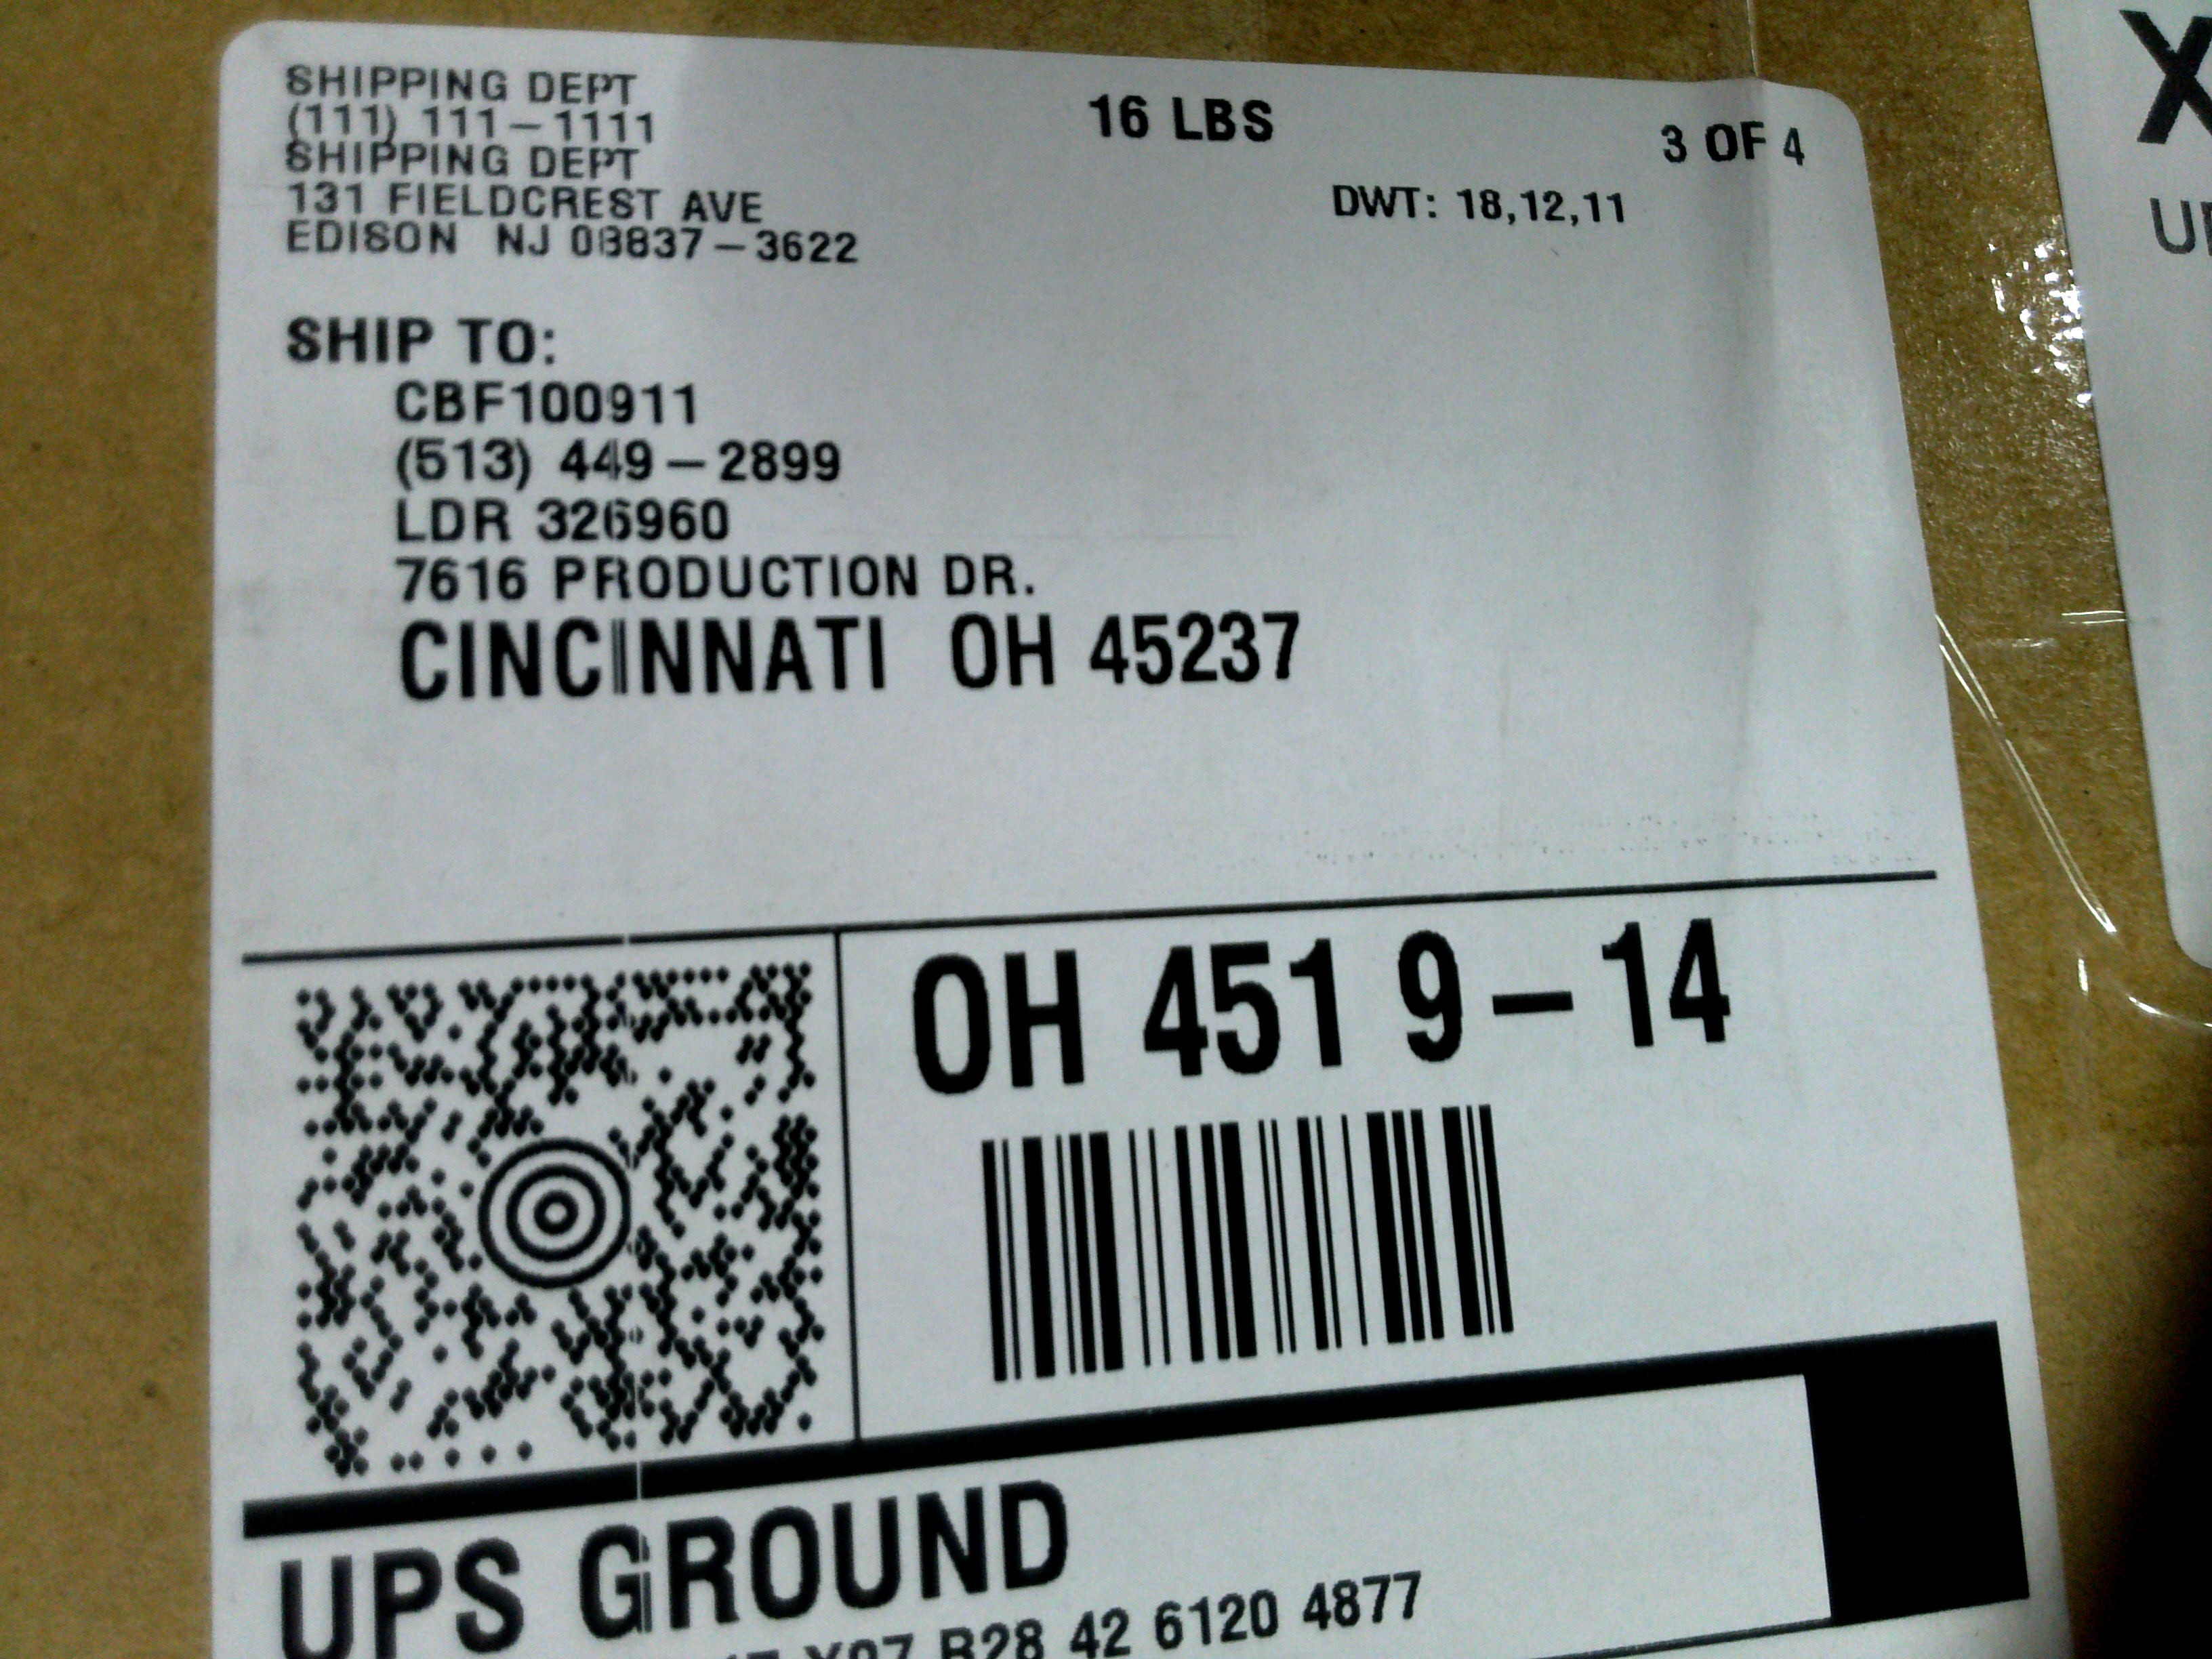 SHIPPING DEPT
(111) 111-1111
SHIPPING DEPT
131 FIELDCREST AVE
EDISON NJ 08837-3622
16 LBS
3 OF 4
DWT: 18,12,11
SHIP TO:
CBF100911
(513) 449-2899
LDR 326960
7616 PRODUCTION DR.
CINCINNATI OH 45237
OH 451 9-14
UPS GROUND
42 6120 4877